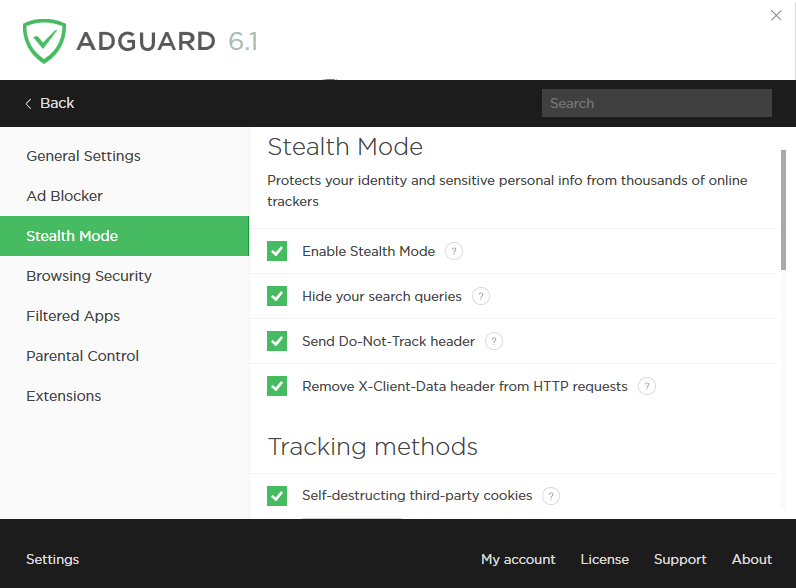 ADGUARD 6.1
Back
Search
General Settings
Ad Blocker
Stealth Mode
Browsing Security
Filtered Apps
Parental Control
Extensions
Stealth Mode
Protects your identity and sensitive personal info from thousands of online
trackers
Enable Stealth Mode ?
Hide your search queries ?
Send Do-Not-Track header ?
Remove X-Client-Data header from HTTP requests ?
Tracking methods
Self-destructing third-party cookies ?
Settings
My account License Support About